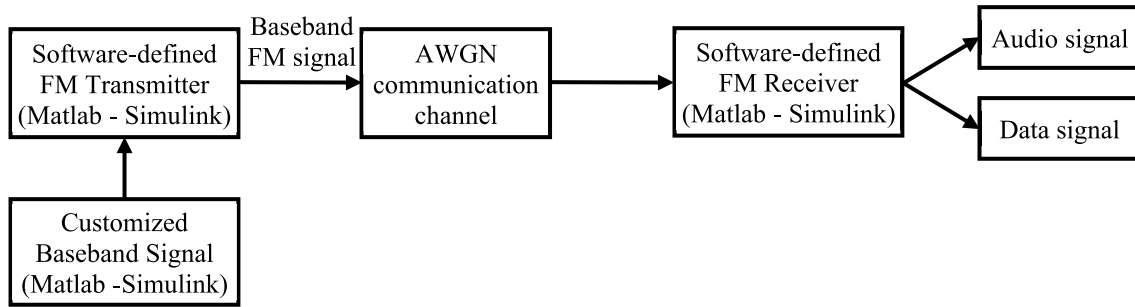 Software-defined
FM Transmitter
(Matlab - Simulink)
Baseband
FM signal
AWGN
communication
channel
Software-defined
FM Receiver
(Matlab - Simulink)
Audio signal
Data signal
Customized
Baseband Signal
(Matlab -Simulink)